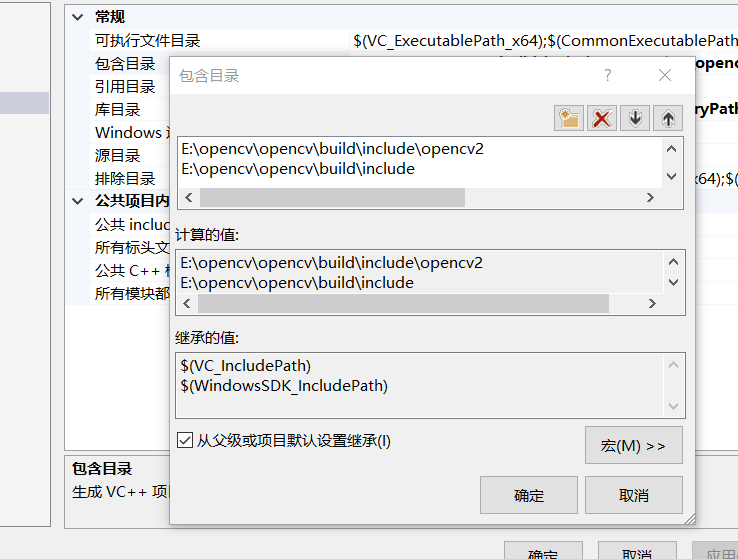 常规
可执行文件目录 $(VC_ExecutablePath_x64);$(CommonExecutablePath
包含目录
引用目录
库目录 ryPath
Windows
源目录
排除目录 x64);$(
公共项目内
公共 inclu
所有标头文
公共 C++
所有模块都
包含目录 ?
E:\opencv\opencv\build\include\opencv2
E:\opencv\opencv\build\include
计算的值:
E:\opencv\opencv\build\include\opencv2
E:\opencv\opencv\build\include
继承的值:
$(VC_IncludePath)
$(WindowsSDK_IncludePath)
从父级或项目默认设置继承(I)
宏(M) >>
确定 取消
包含目录
生成 VC++ 项
确定 取消 应用